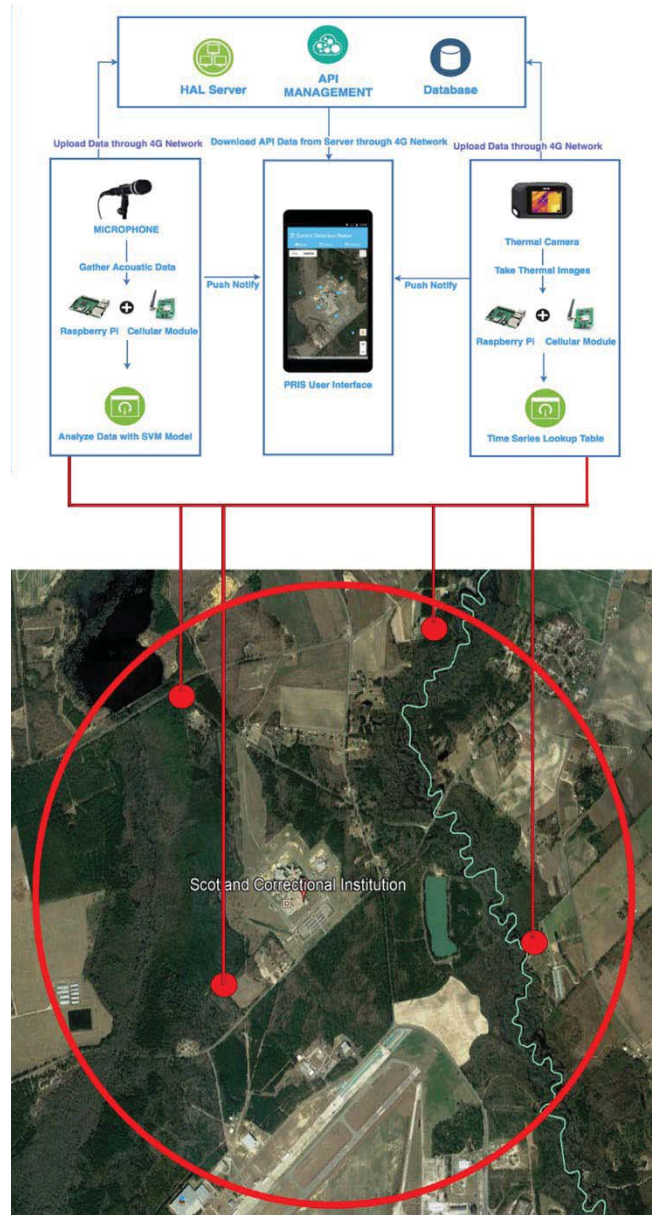 HAL Server
API
MANAGEMENT
Database
Upload Data through 4G Network
Download API Data from Server through 4G Network
Upload Data through 4G Network
MICROPHONE
Gather Acoustic Data
Raspberry Pi
Cellular Module
Analyze Data with SVM Model
Push Notify
Current Detection Status
PRIS User Interface
Push Notify
Thermal Camera
Take Thermal Images
Raspberry Pi
Cellular Module
Time Series Lookup Table
Scotland Correctional Institution